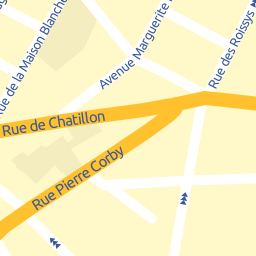 Rue de la Maison Blanche
Avenue Marguerite
Rue des Roissys
Rue de Chatillon
Rue Pierre Corby